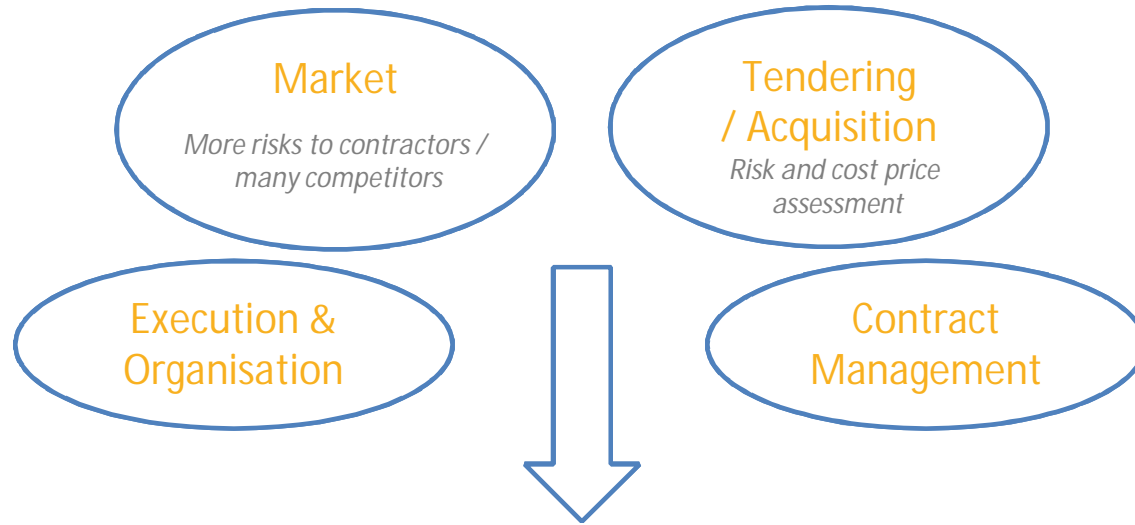 Market
More risks to contractors /
many competitors
Tendering
/ Acquisition
Risk and cost price
assessment
Execution &
Organisation
Contract
Management